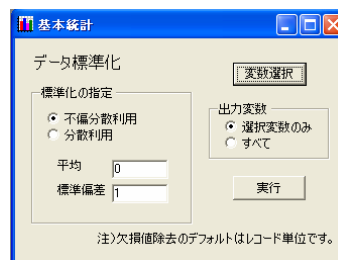 基本統計
データ標準化
変数選択
標準化の指定
不偏分散利用
分散利用
平均 0
標準偏差 1
出力変数
選択変数のみ
すべて
実行
注)欠損値除去のデフォルトはレコード単位です。